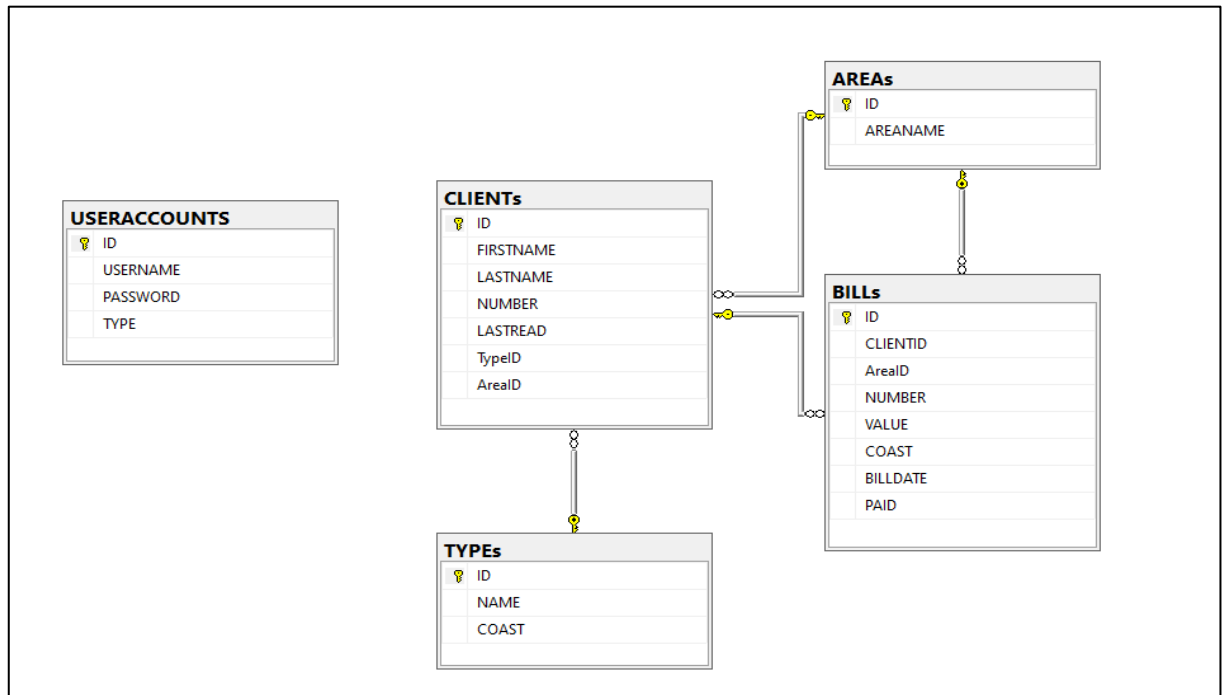 USERACCOUNTS
ID
USERNAME
PASSWORD
TYPE
CLIENTs
ID
FIRSTNAME
LASTNAME
NUMBER
LASTREAD
TypeID
AreaID
TYPEs
ID
NAME
COAST
AREAs
ID
AREANAME
BILLs
ID
CLIENTID
AreaID
NUMBER
VALUE
COAST
BILLDATE
PAID